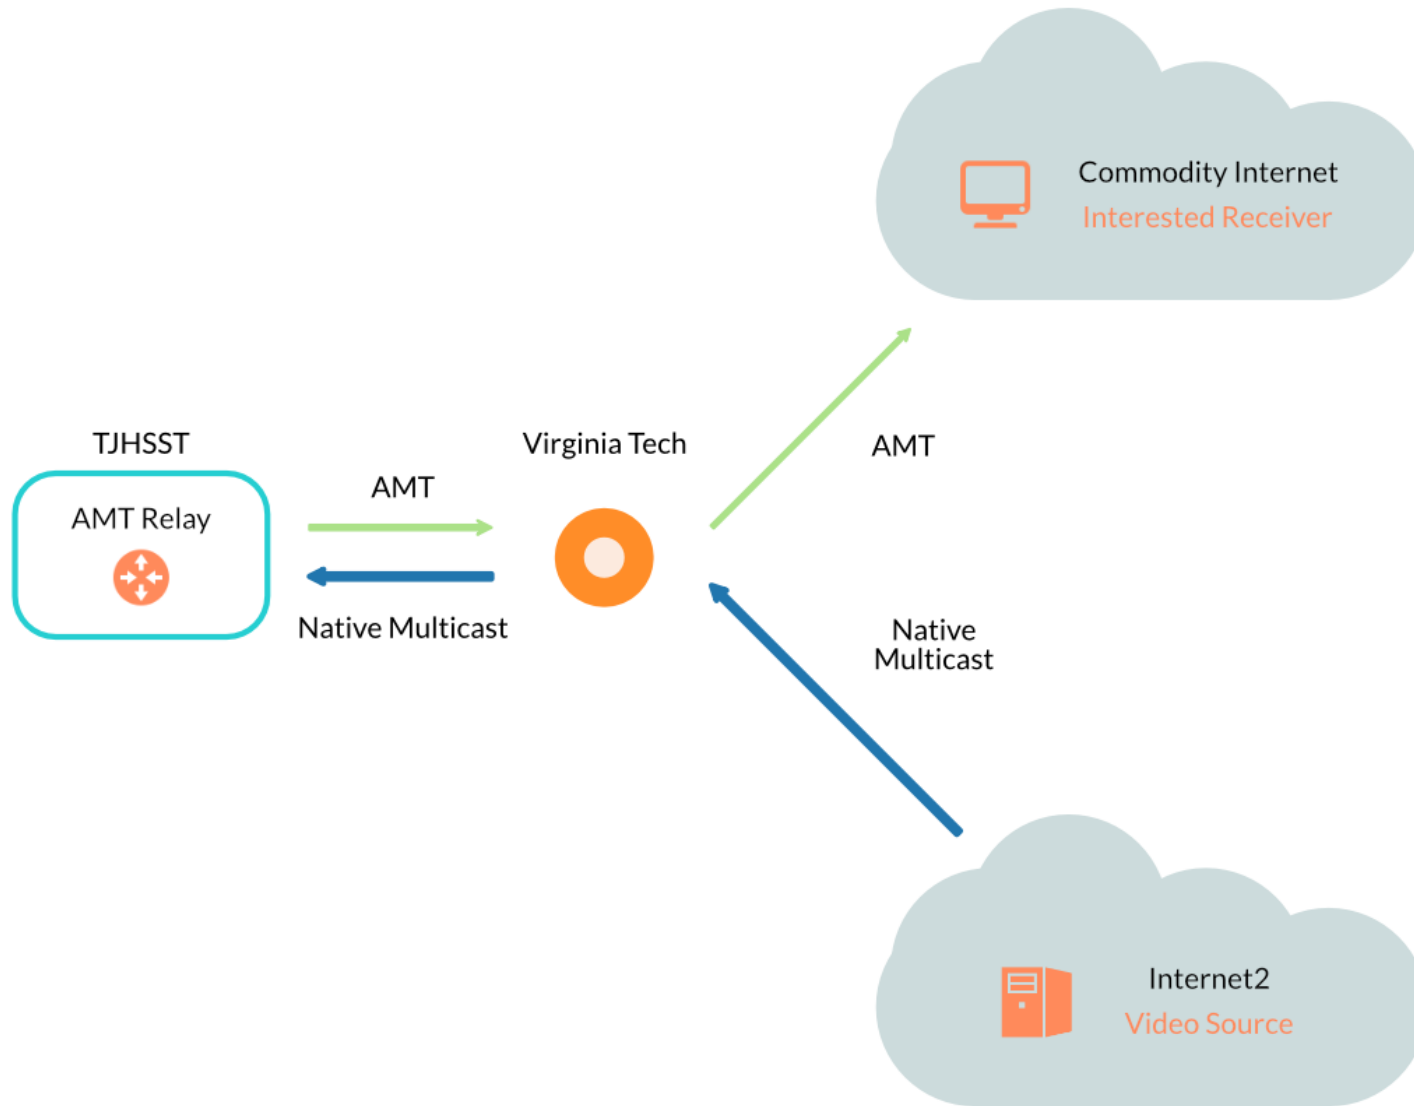 Commodity Internet
Interested Receiver
TJHSST
AMT Relay
AMT
Native Multicast
Virginia Tech
AMT
Native
Multicast
Internet2
Video Source